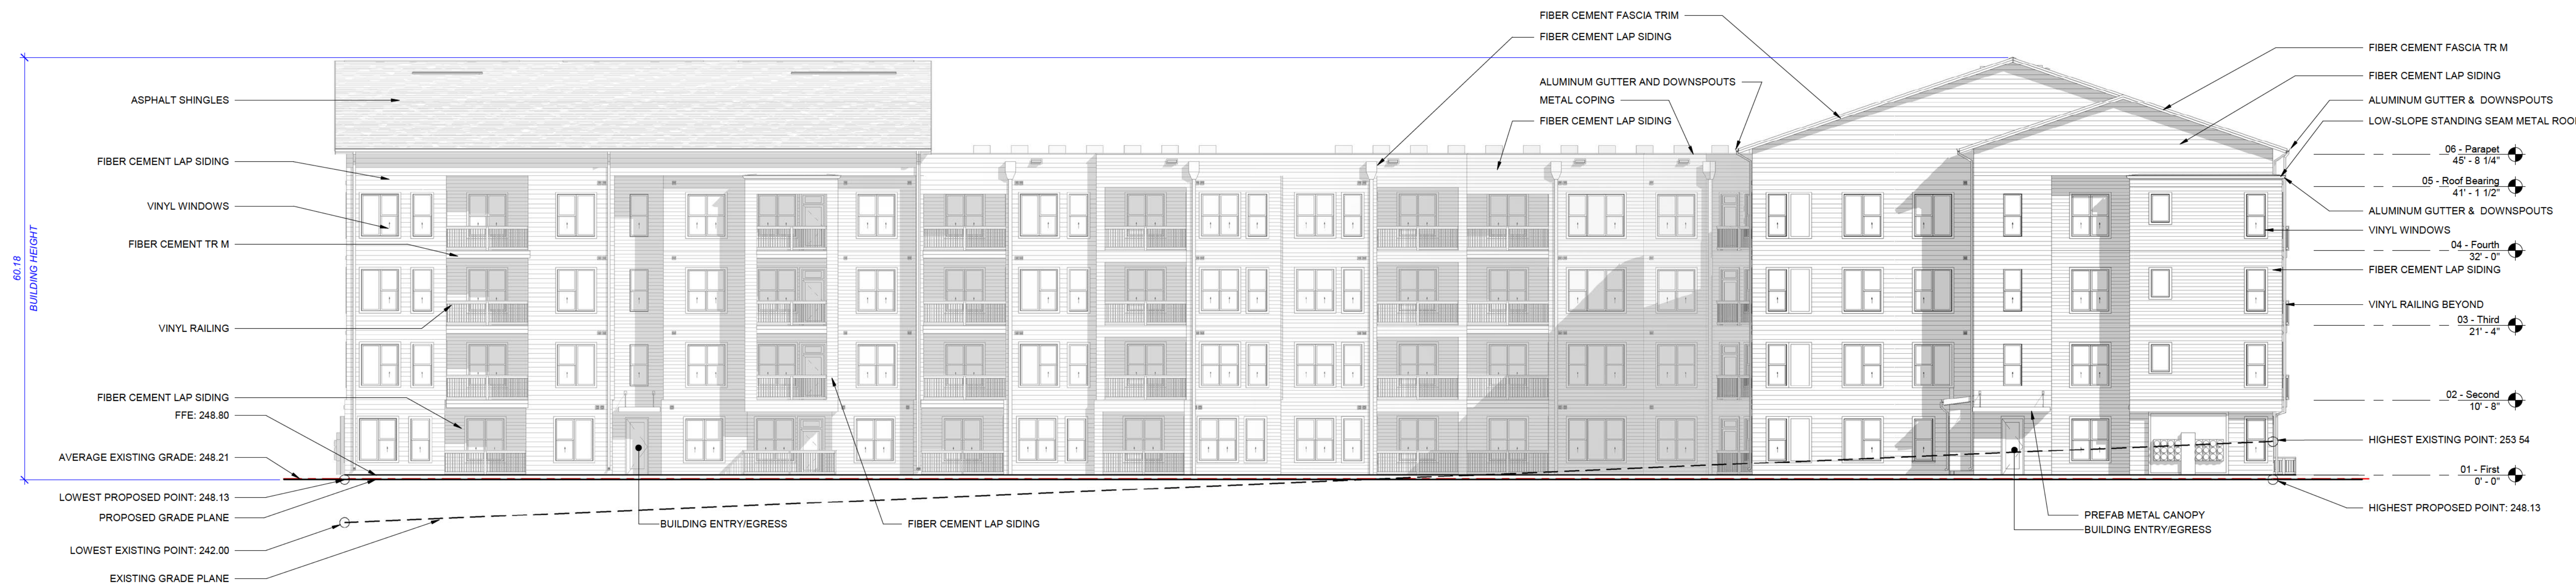 FIBER CEMENT FASCIA TRIM
FIBER CEMENT LAP SIDING
ALUMINUM GUTTER AND DOWNSPOUTS
METAL COPING
FIBER CEMENT LAP SIDING
60.18
BUILDING HEIGHT
ASPHALT SHINGLES
FIBER CEMENT LAP SIDING
VINYL WINDOWS
FIBER CEMENT TR M
VINYL RAILING
FIBER CEMENT LAP SIDING
FFE: 248.80
AVERAGE EXISTING GRADE: 248.21
LOWEST PROPOSED POINT: 248.13
PROPOSED GRADE PLANE
LOWEST EXISTING POINT: 242.00
EXISTING GRADE PLANE
BUILDING ENTRY/EGRESS
FIBER CEMENT LAP SIDING
PREFAB METAL CANOPY
BUILDING ENTRY/EGRESS
FIBER CEMENT FASCIA TR M
FIBER CEMENT LAP SIDING
ALUMINUM GUTTER & DOWNSPOUTS
LOW-SLOPE STANDING SEAM METAL ROO
06 - Parapet
45' - 8 1/4"
05 - Roof Bearing
41' - 1 1/2"
ALUMINUM GUTTER & DOWNSPOUTS
VINYL WINDOWS
04 - Fourth
32' - 0"
FIBER CEMENT LAP SIDING
VINYL RAILING BEYOND
03 - Third
21' - 4"
02 - Second
10' - 8"
HIGHEST EXISTING POINT: 253 54
01 - First
0' - 0"
HIGHEST PROPOSED POINT: 248.13